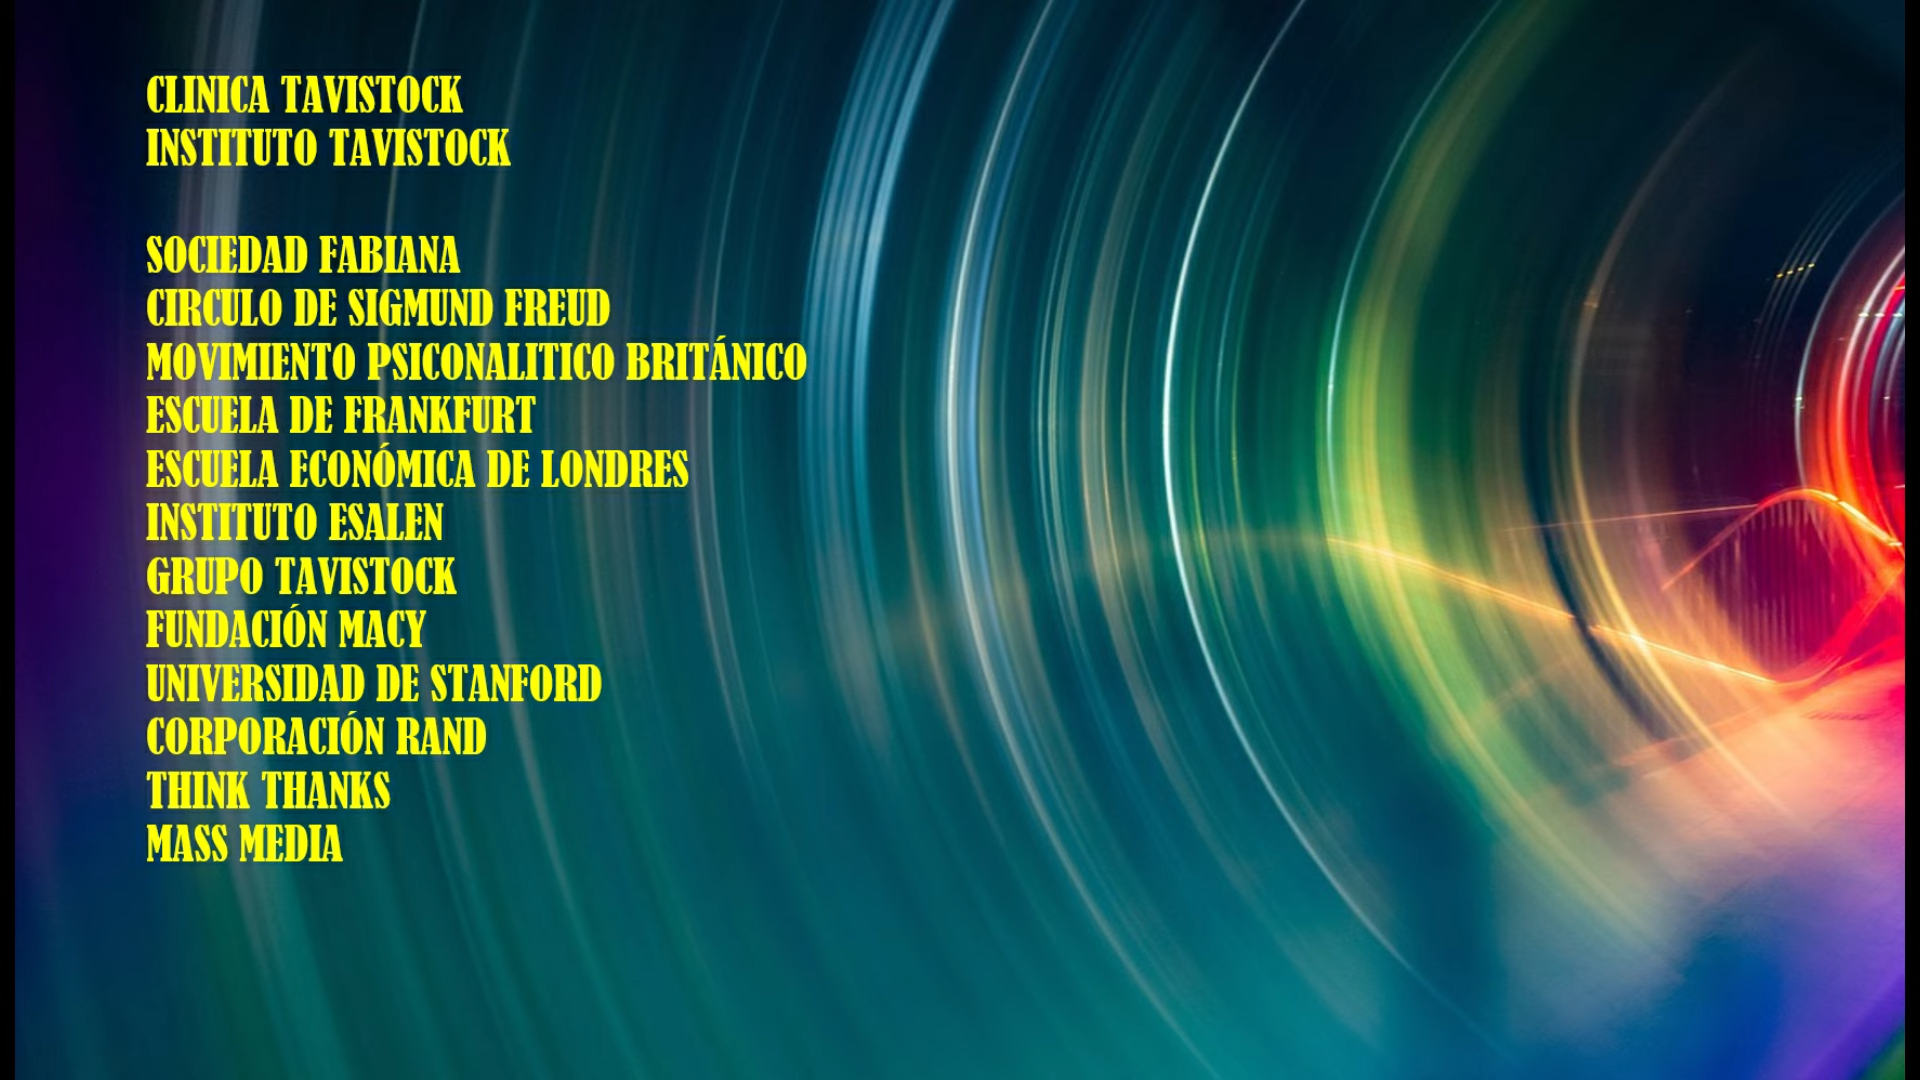 CLINICA TAVISTOCK
INSTITUTO TAVISTOCK
SOCIEDAD FABIANA
CIRCULO DE SIGMUND FREUD
MOVIMIENTO PSICONALITICO BRITÁNICO
ESCUELA DE FRANKFURT
ESCUELA ECONÓMICA DE LONDRES
INSTITUTO ESALEN
GRUPO TAVISTOCK
FUNDACIÓN MACY
UNIVERSIDAD DE STANFORD
CORPORACIÓN RAND
THINK THANKS
MASS MEDIA